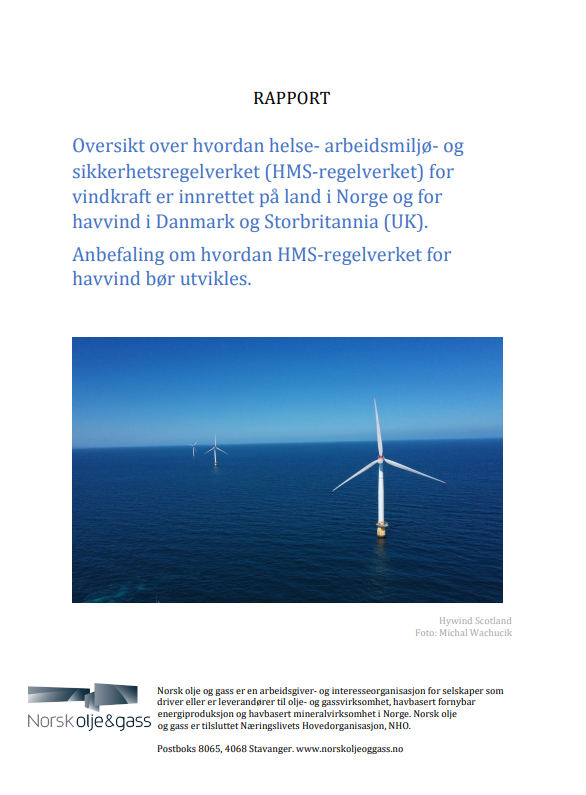 RAPPORT
Oversikt over hvordan helse- arbeidsmiljø- og
sikkerhetsregelverket (HMS-regelverket) for
vindkraft er innrettet på land i Norge og for
havvind i Danmark og Storbritannia (UK).
Anbefaling om hvordan HMS-regelverket for
havvind bør utvikles.
Hywind Scotland
Foto: Michal Wachucik
Norsk olje&gass
Norsk olje og gass er en arbeidsgiver- og interesseorganisasjon for selskaper som
driver eller er leverandører til olje- og gassvirksomhet, havbasert fornybar
energiproduksjon og havbasert mineralvirksomhet i Norge. Norsk olje
og gass er tilsluttet Næringslivets Hovedorganisasjon, NHO.
Postboks 8065, 4068 Stavanger. www.norskoljeoggass.no